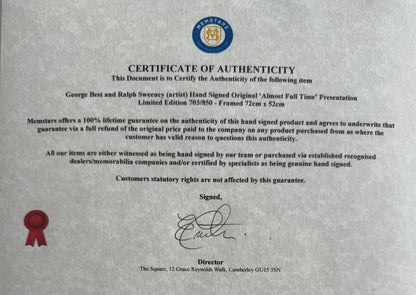 MEMSTARS
CERTIFICATE OF AUTHENTICITY
This Document is to Certify the Authenticity of the following item
George Best and Ralph Sweeney (artist) Hand Signed Original 'Almost Full Time' Presentation
Limited Edition 703/850 - Framed 72cm x 52cm
Memstars offers a 100% lifetime guarantee on the authenticity of this hand signed product and agrees to underwrite that
guarantee via a full refund of the original price paid to the company on any product purchased from us where the
customer has valid reason to questions this authenticity.
All our items are either witnessed as being hand signed by our team or purchased via established recognised
dealers/memorabilia companies and/or certified by specialists as being genuine hand signed.
Customers statutory rights are not affected by this guarantee.
Signed,
Director
The Square, 12 Grace Reynolds Walk, Camberley GU15 3SN